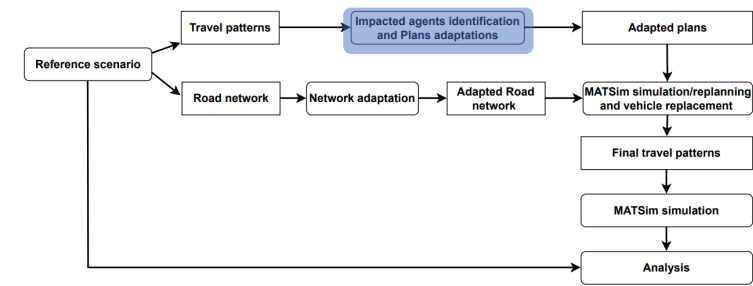 Travel patterns
Impacted agents identification
and Plans adaptations
Adapted plans
Reference scenario
Road network
Network adaptation
Adapted Road
network
MATSim simulation/replanning
and vehicle replacement
Final travel patterns
MATSim simulation
Analysis